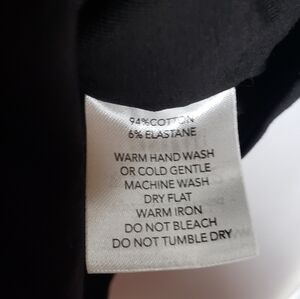 94%COTTON
6% ELASTANE
WARM HAND WASH
OR COLD GENTLE
MACHINE WASH
DRY FLAT
WARM IRON
DO NOT BLEACH
DO NOT TUMBLE DRY